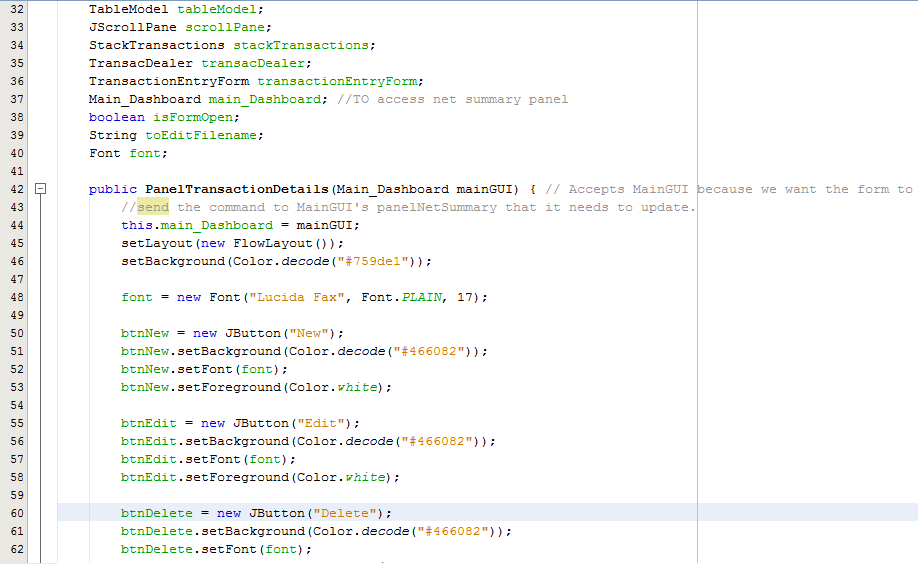 32 TableModel tableModel;
33 JScrollPane scrollPane;
34 StackTransactions stackTransactions;
35 TransacDealer transacDealer;
36 TransactionEntryForm transactionEntryForm;
37 Main_Dashboard main_Dashboard; //TO access net summary panel
38 boolean isFormOpen;
39 String toEditFilename;
40 Font font;
41
42 public PanelTransactionDetails(Main_Dashboard mainGUI) { // Accepts MainGUI because we want the form to
43 //send the command to MainGUI's panelNetSummary that it needs to update.
44 this.main_Dashboard = mainGUI;
45 setLayout(new FlowLayout());
46 setBackground(Color.decode("#759de1"));
47
48 font = new Font("Lucida Fax", Font.PLAIN, 17);
49
50 btnNew = new JButton("New");
51 btnNew.setBackground(Color.decode("#466082"));
52 btnNew.setFont(font);
53 btnNew.setForeground(Color.white);
54
55 btnEdit = new JButton("Edit");
56 btnEdit.setBackground(Color.decode("#466082"));
57 btnEdit.setFont(font);
58 btnEdit.setForeground(Color.white);
59
60 btnDelete = new JButton("Delete");
61 btnDelete.setBackground(Color.decode("#466082"));
62 btnDelete.setFont(font);